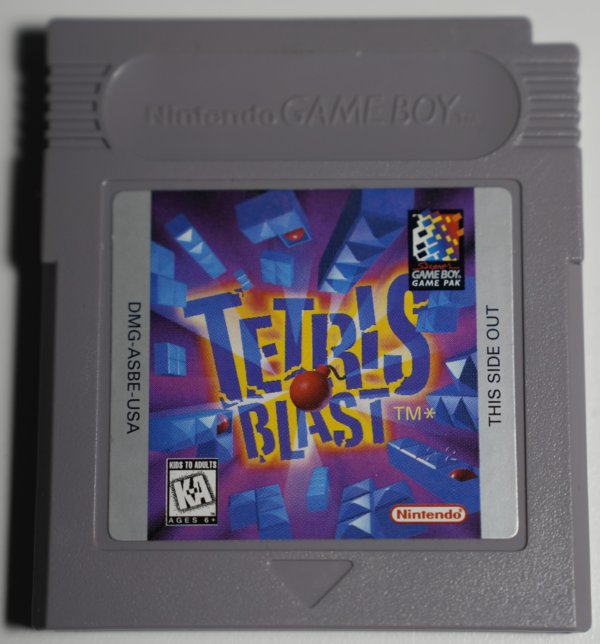 Nintendo GAME BOY TM
Super
GAME BOY.
GAME PAK
DMG-ASBE-USA
TETRIS
BLAST TM*
THIS SIDE OUT
KIDS TO ADULTS
KA
AGES 6+
Nintendo